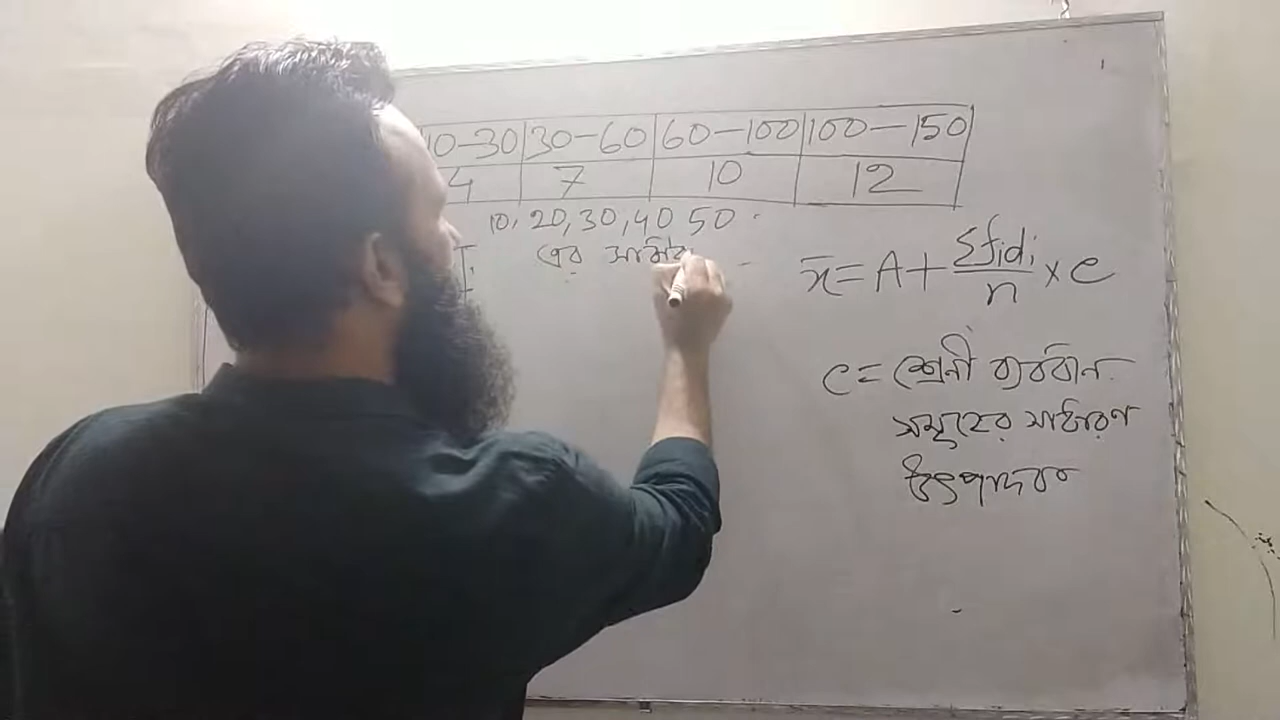 10-30 30-60 60-100 100-150
4 7 10 12
10, 20, 30, 40 50
এর
x̄ = A + Σfidi/n × c
c = শ্রেনী ব্যবধান
সমূহের সাধারণ
উৎপাদক